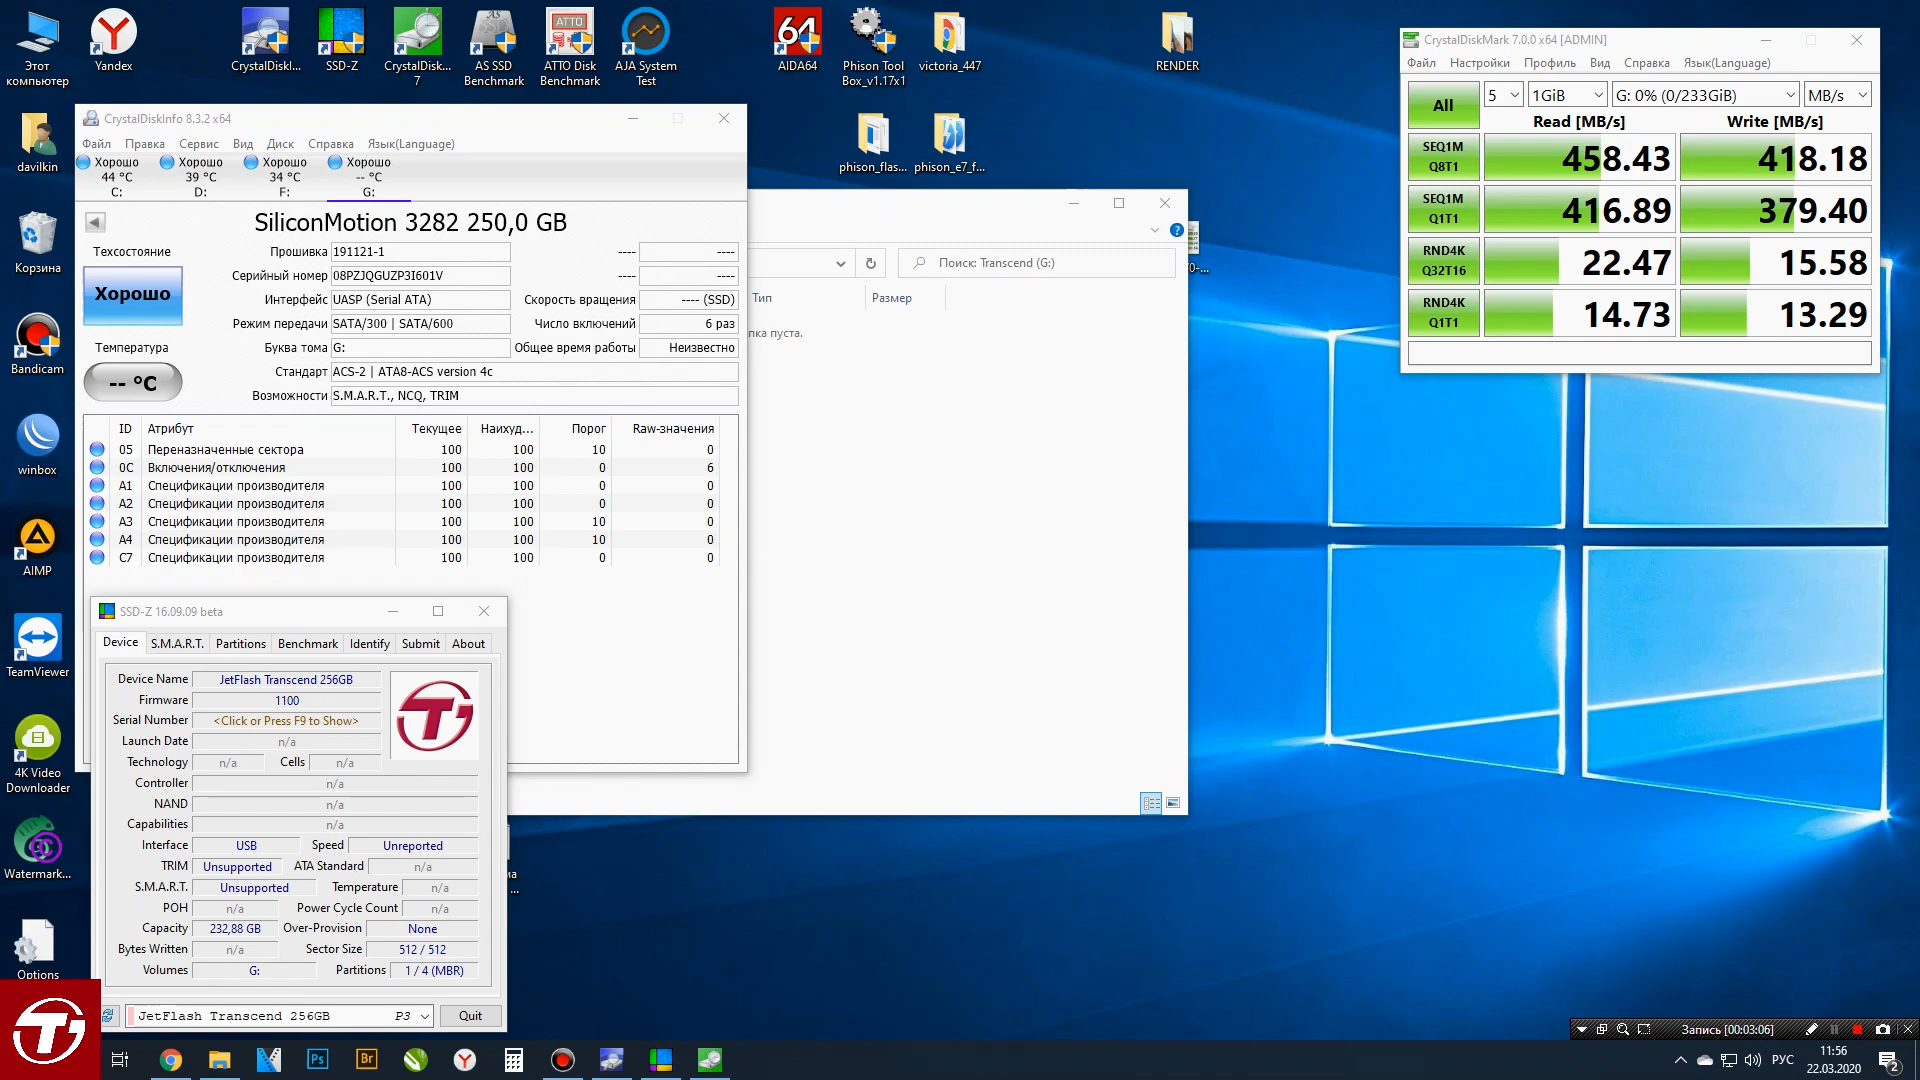 Этот компьютер
Yandex
CrystalDiskI...
SSD-Z
CrystalDisk... 7
AS SSD Benchmark
ATTO Disk Benchmark
AJA System Test
AIDA64
Phison Tool Box_v1.17x1
victoria_447
RENDER
davilkin
Корзина
Bandicam
winbox
AIMP
TeamViewer
4K Video Downloader
Watermark...
Options
phison_flas...
phison_e7_f...
CrystalDiskInfo 8.3.2 x64
Файл Правка Сервис Вид Диск Справка Язык(Language)
Хорошо Хорошо Хорошо Хорошо
44 °C 39 °C 34 °C -- °C
C: D: F: G:
SiliconMotion 3282 250,0 GB
Техсостояние
Хорошо
Температура
-- °C
Прошивка 191121-1 ---- ----
Серийный номер 08PZJQGUZP3I601V ---- ----
Интерфейс UASP (Serial ATA) Скорость вращения ---- (SSD)
Режим передачи SATA/300 | SATA/600 Число включений 6 раз
Буква тома G: Общее время работы Неизвестно
Стандарт ACS-2 | ATA8-ACS version 4c
Возможности S.M.A.R.T., NCQ, TRIM
ID Атрибут Текущее Наихуд... Порог Raw-значения
05 Переназначенные сектора 100 100 10 0
0C Включения/отключения 100 100 0 6
A1 Спецификации производителя 100 100 0 0
A2 Спецификации производителя 100 100 0 0
A3 Спецификации производителя 100 100 10 0
A4 Спецификации производителя 100 100 10 0
C7 Спецификации производителя 100 100 0 0
Поиск: Transcend (G:)
Тип Размер
пка пуста.
0-...
SSD-Z 16.09.09 beta
Device S.M.A.R.T. Partitions Benchmark Identify Submit About
Device Name JetFlash Transcend 256GB
Firmware 1100
Serial Number <Click or Press F9 to Show>
Launch Date n/a
Technology n/a Cells n/a
Controller n/a
NAND n/a
Capabilities n/a
Interface USB Speed Unreported
TRIM Unsupported ATA Standard n/a
S.M.A.R.T. Unsupported Temperature n/a
POH n/a Power Cycle Count n/a
Capacity 232,88 GB Over-Provision None
Bytes Written n/a Sector Size 512 / 512
Volumes G: Partitions 1 / 4 (MBR)
JetFlash Transcend 256GB P3 Quit
ма
...
CrystalDiskMark 7.0.0 x64 [ADMIN]
Файл Настройки Профиль Вид Справка Язык(Language)
All 5 1GiB G: 0% (0/233GiB) MB/s
Read [MB/s] Write [MB/s]
SEQ1M Q8T1 458.43 418.18
SEQ1M Q1T1 416.89 379.40
RND4K Q32T16 22.47 15.58
RND4K Q1T1 14.73 13.29
Запись [00:03:06]
Ps
Br
РУС
11:56
22.03.2020
2